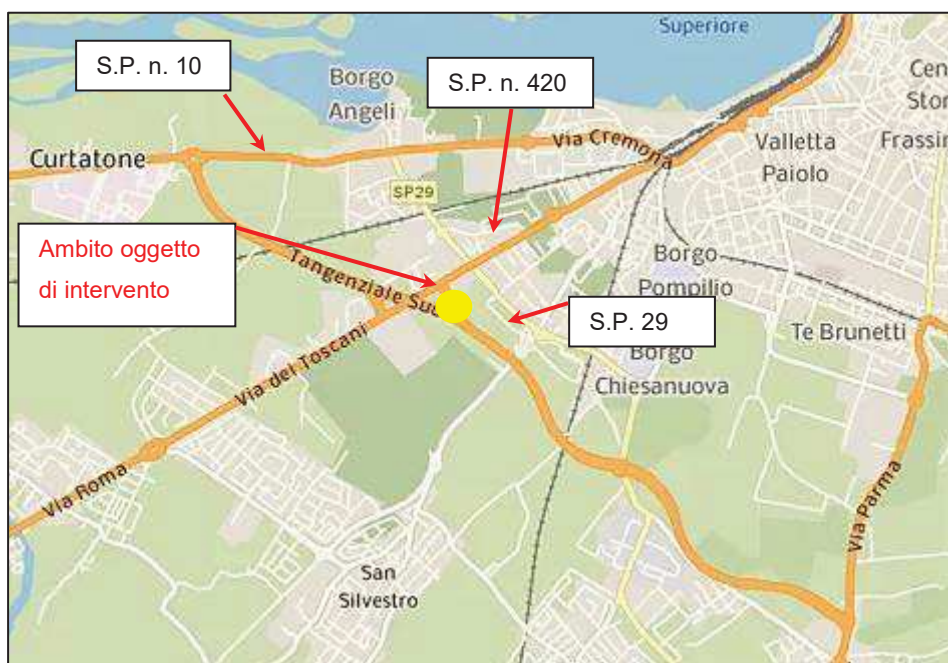 Superiore
S.P. n. 10
Borgo
Angeli
S.P. n. 420
Cen
Stor
Via Cremona
Valletta
Paiolo
Frassin
Curtatone
SP29
Ambito oggetto
di intervento
Tangenziale Sud
Borgo
Pompilio
S.P. 29
Te Brunetti
Borgo
Chiesanuova
Via dei Toscani
Via Roma
Via Parma
San
Silvestro